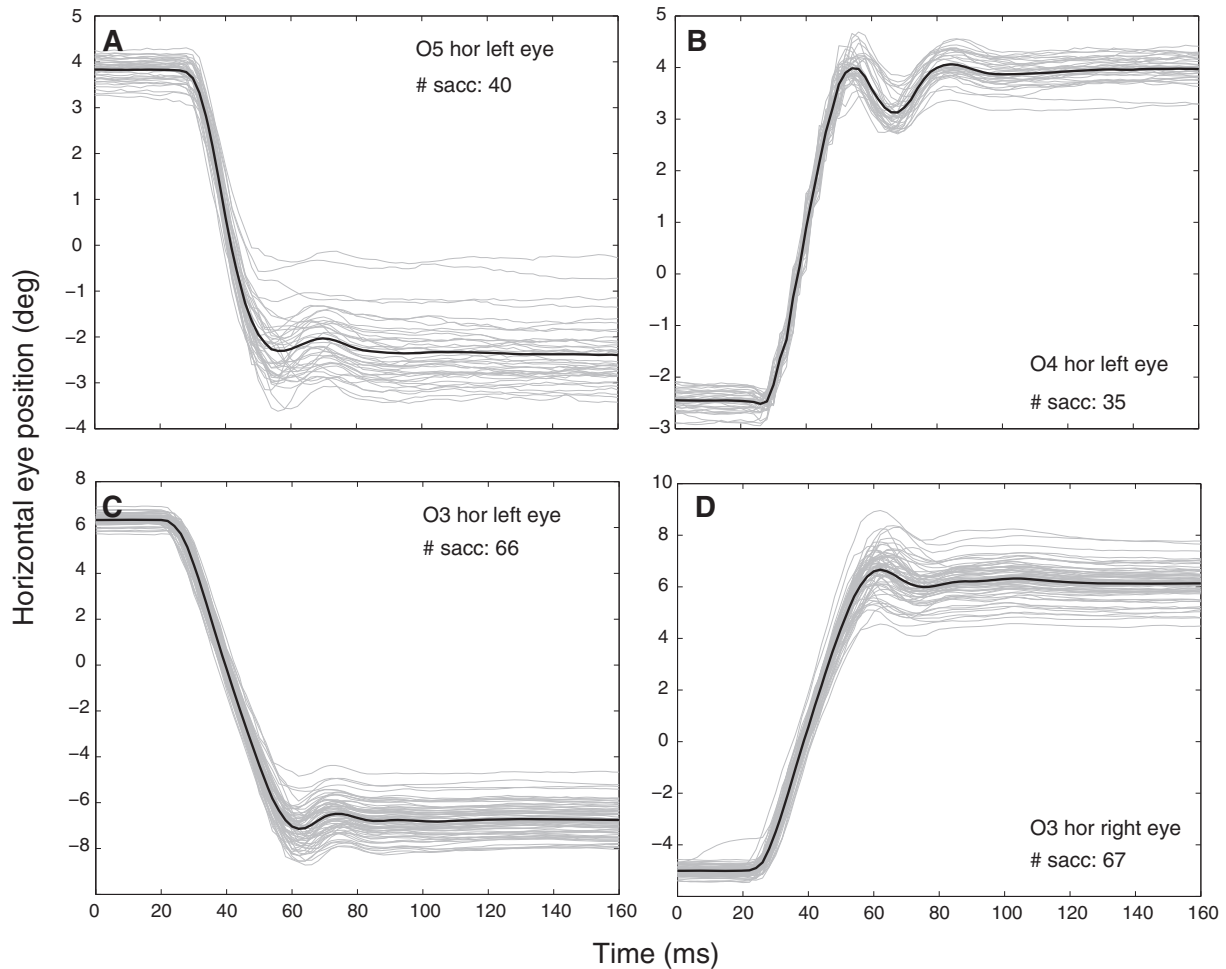 A
O5 hor left eye
# sacc: 40
5
4
3
2
1
0
−1
−2
−3
−4
B
O4 hor left eye
# sacc: 35
5
4
3
2
1
0
−1
−2
−3
C
O3 hor left eye
# sacc: 66
8
6
4
2
0
−2
−4
−6
−8
0 20 40 60 80 100 120 140 160
D
O3 hor right eye
# sacc: 67
10
8
6
4
2
0
−2
−4
0 20 40 60 80 100 120 140 160
Horizontal eye position (deg)
Time (ms)